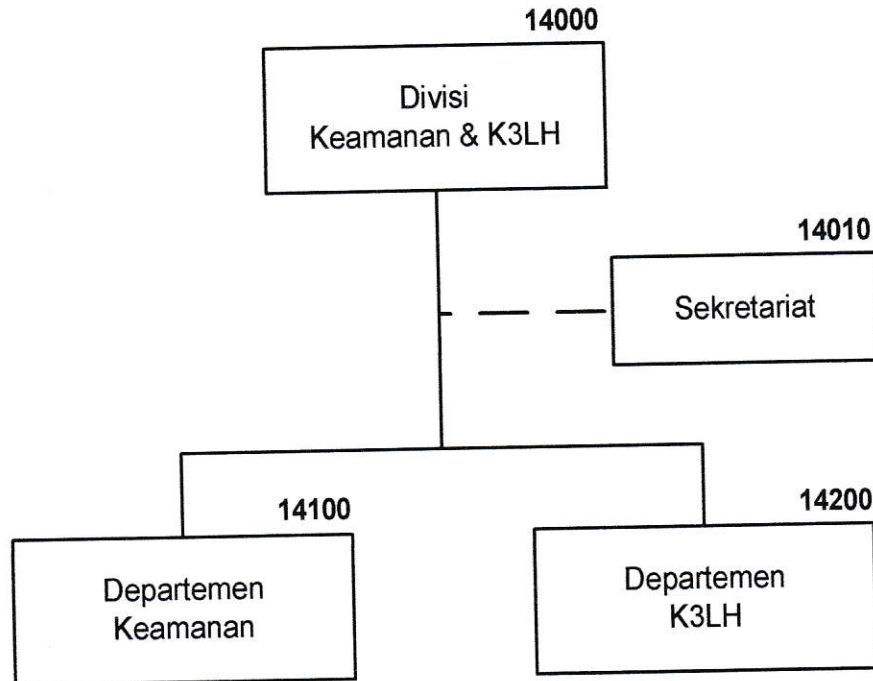 14000
Divisi
Keamanan & K3LH
14010
Sekretariat
14100
Departemen
Keamanan
14200
Departemen
K3LH